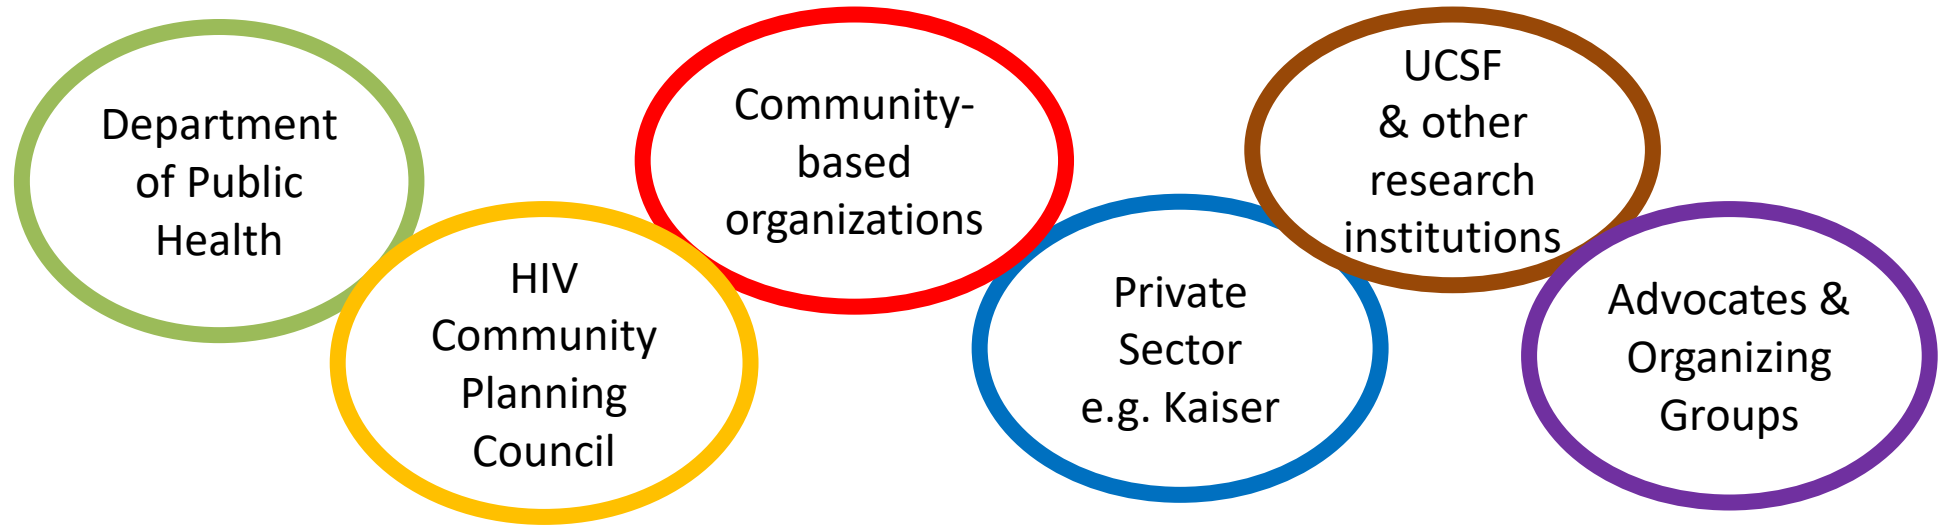 Department
of Public
Health
HIV
Community
Planning
Council
Community-
based
organizations
Private
Sector
e.g. Kaiser
UCSF
& other
research
institutions
Advocates &
Organizing
Groups